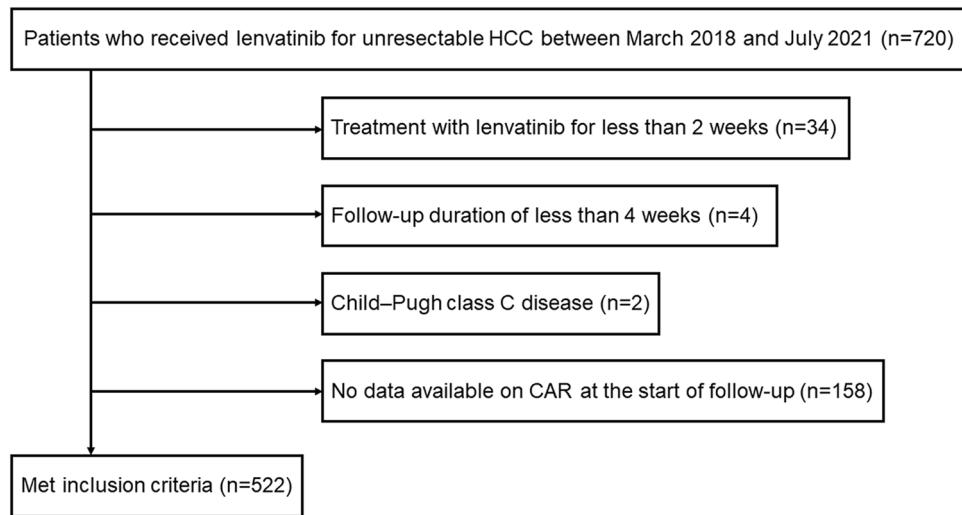 Patients who received lenvatinib for unresectable HCC between March 2018 and July 2021 (n=720)
Treatment with lenvatinib for less than 2 weeks (n=34)
Follow-up duration of less than 4 weeks (n=4)
Child–Pugh class C disease (n=2)
No data available on CAR at the start of follow-up (n=158)
Met inclusion criteria (n=522)